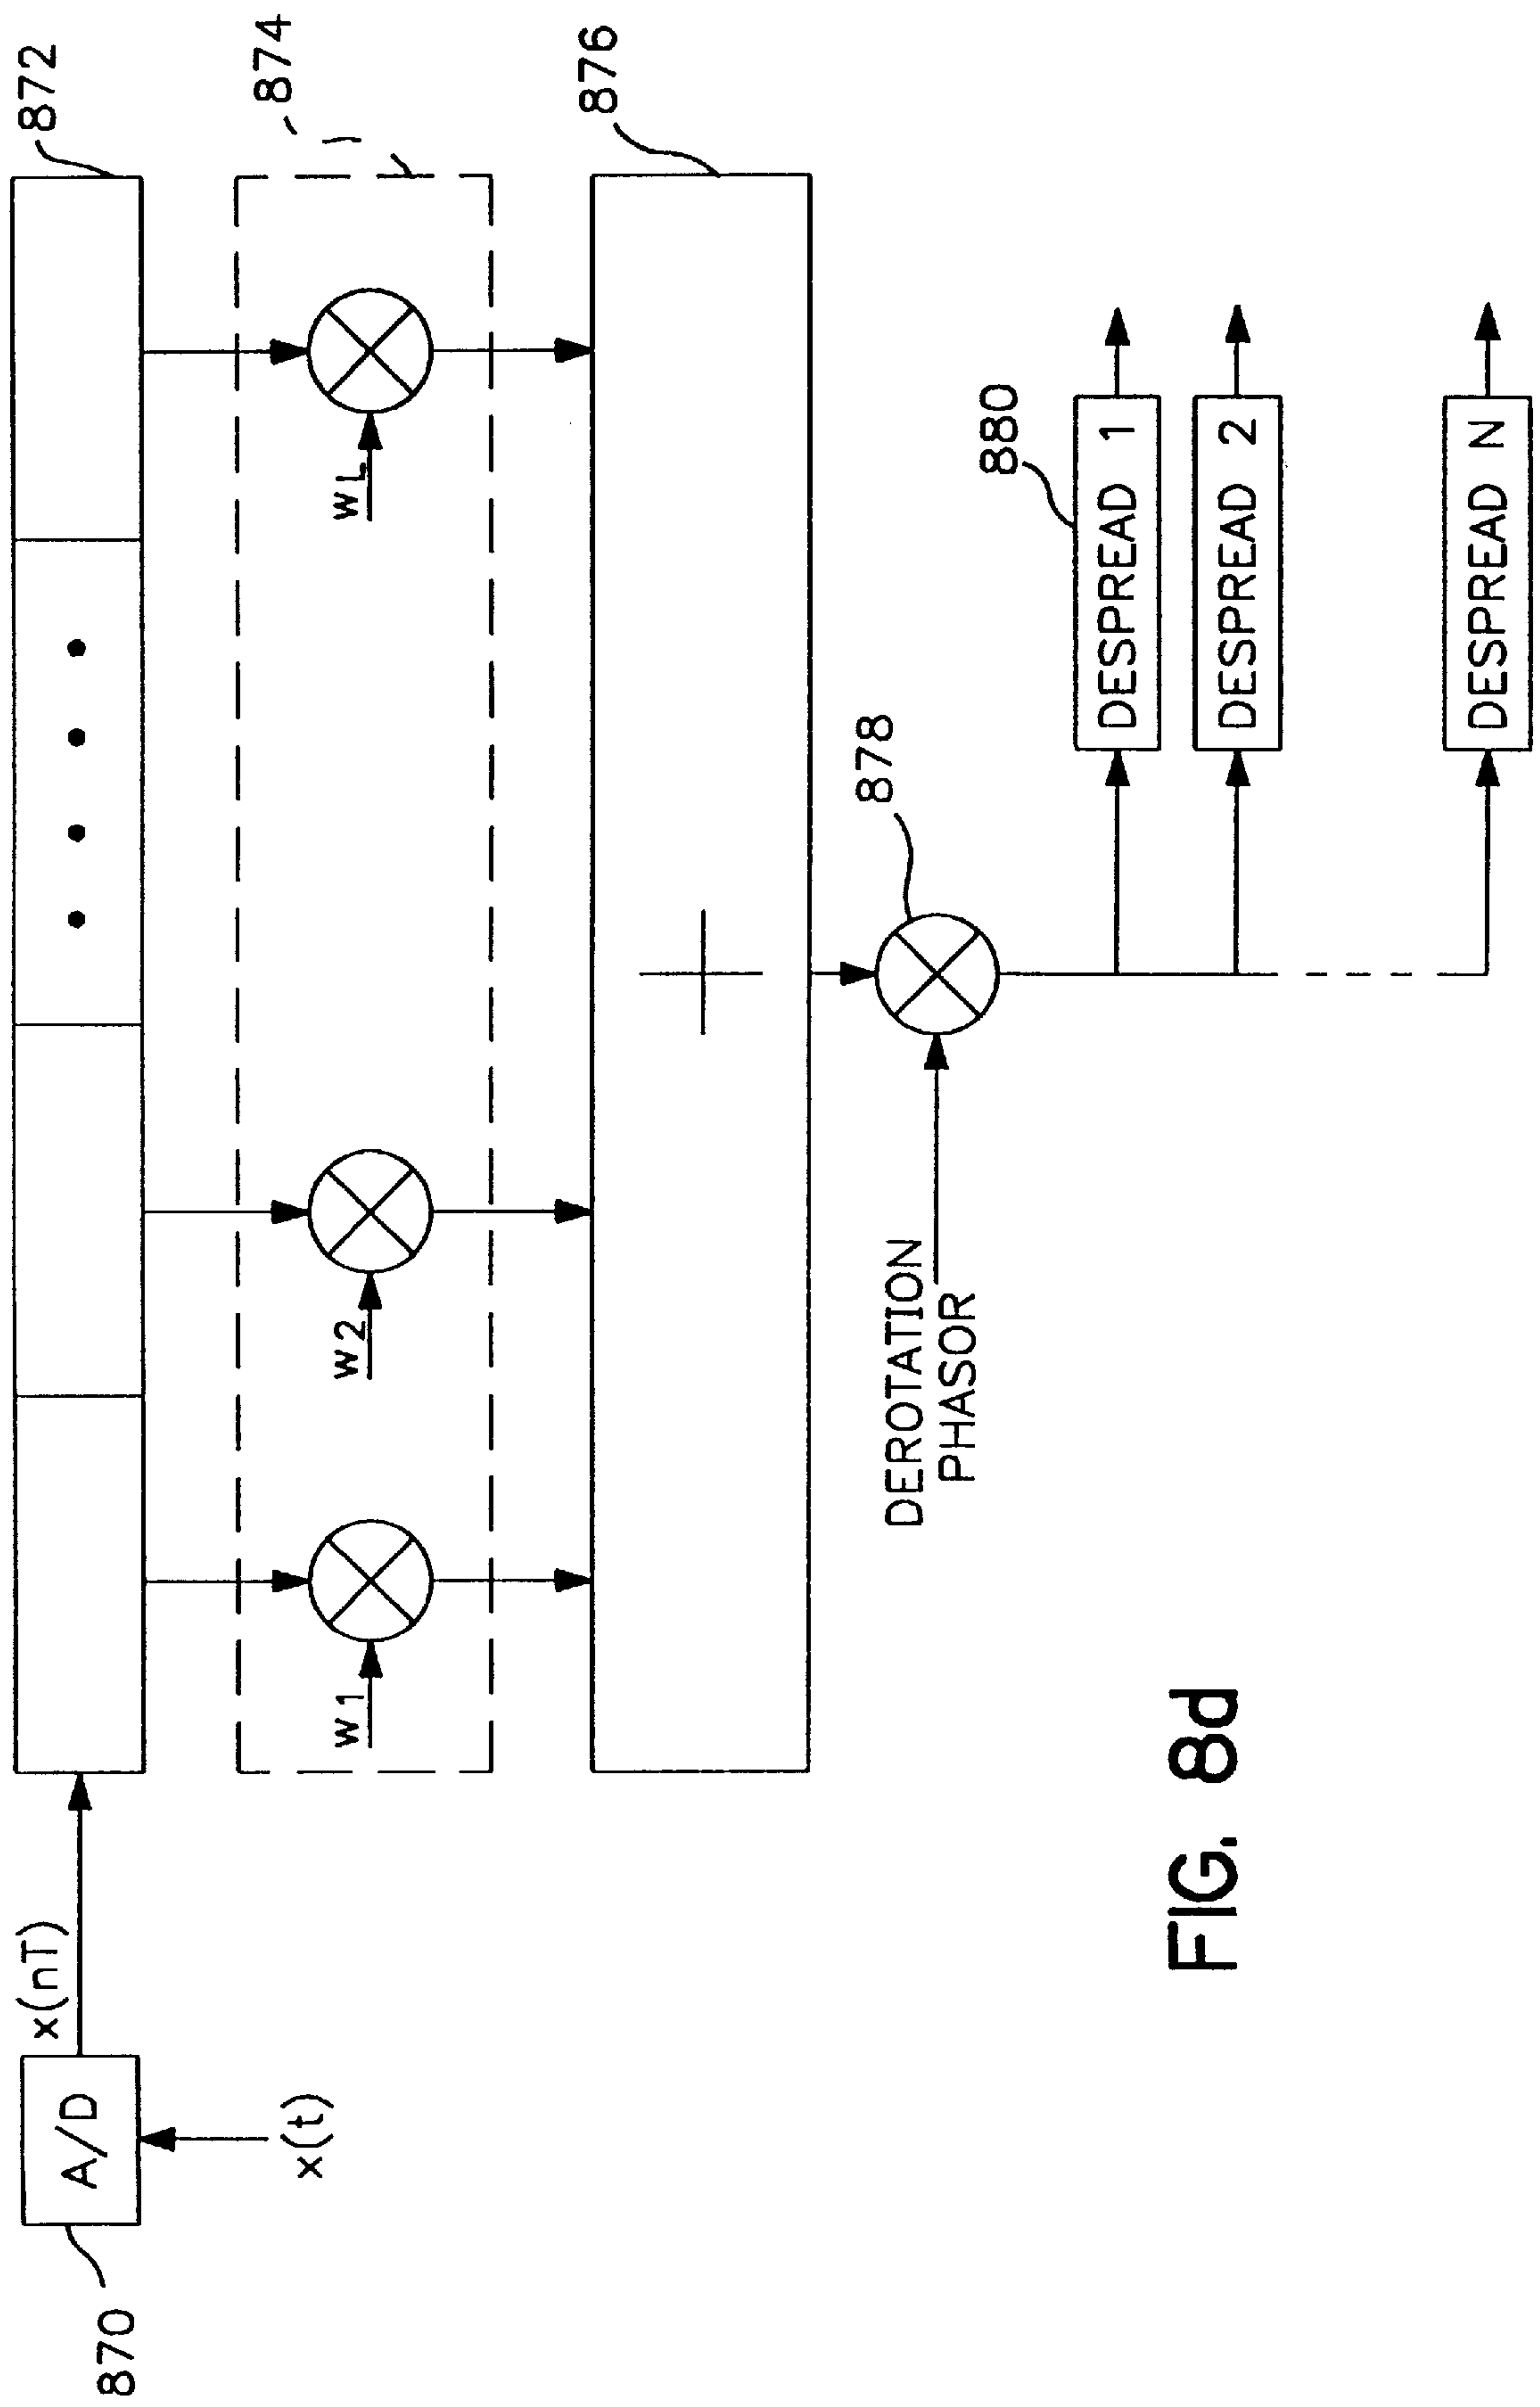 872
874
876
x(nT)
A/D
x(t)
870
w1
w2
wL
878
DEROTATION
PHASOR
880
DESPREAD 1
DESPREAD 2
DESPREAD N
FIG. 8d